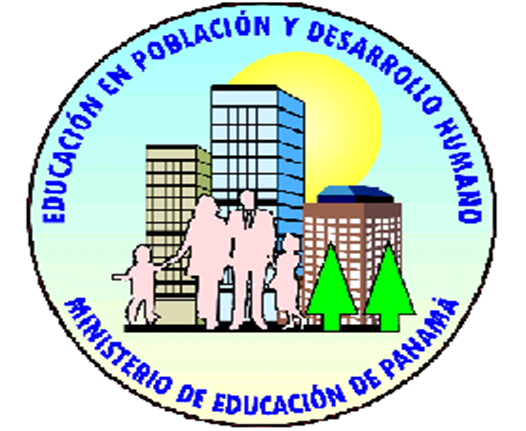 EDUCACIÓN EN POBLACIÓN Y DESARROLLO HUMANO
MINISTERIO DE EDUCACIÓN DE PANAMÁ